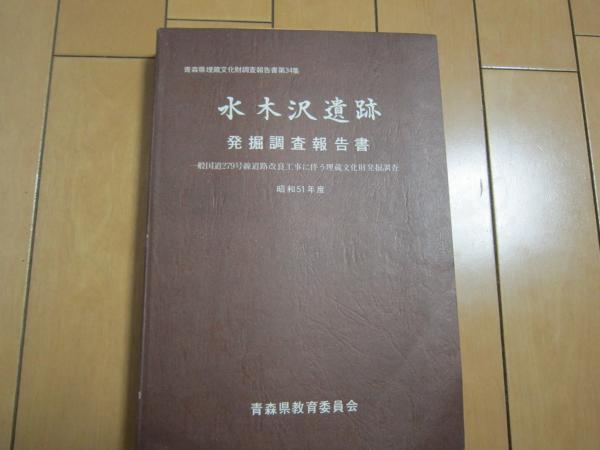 青森県埋蔵文化財調査報告書第34集
水木沢遺跡
発掘調査報告書
一般国道279号線道路改良工事に伴う埋蔵文化財発掘調査
昭和51年度
青森県教育委員会